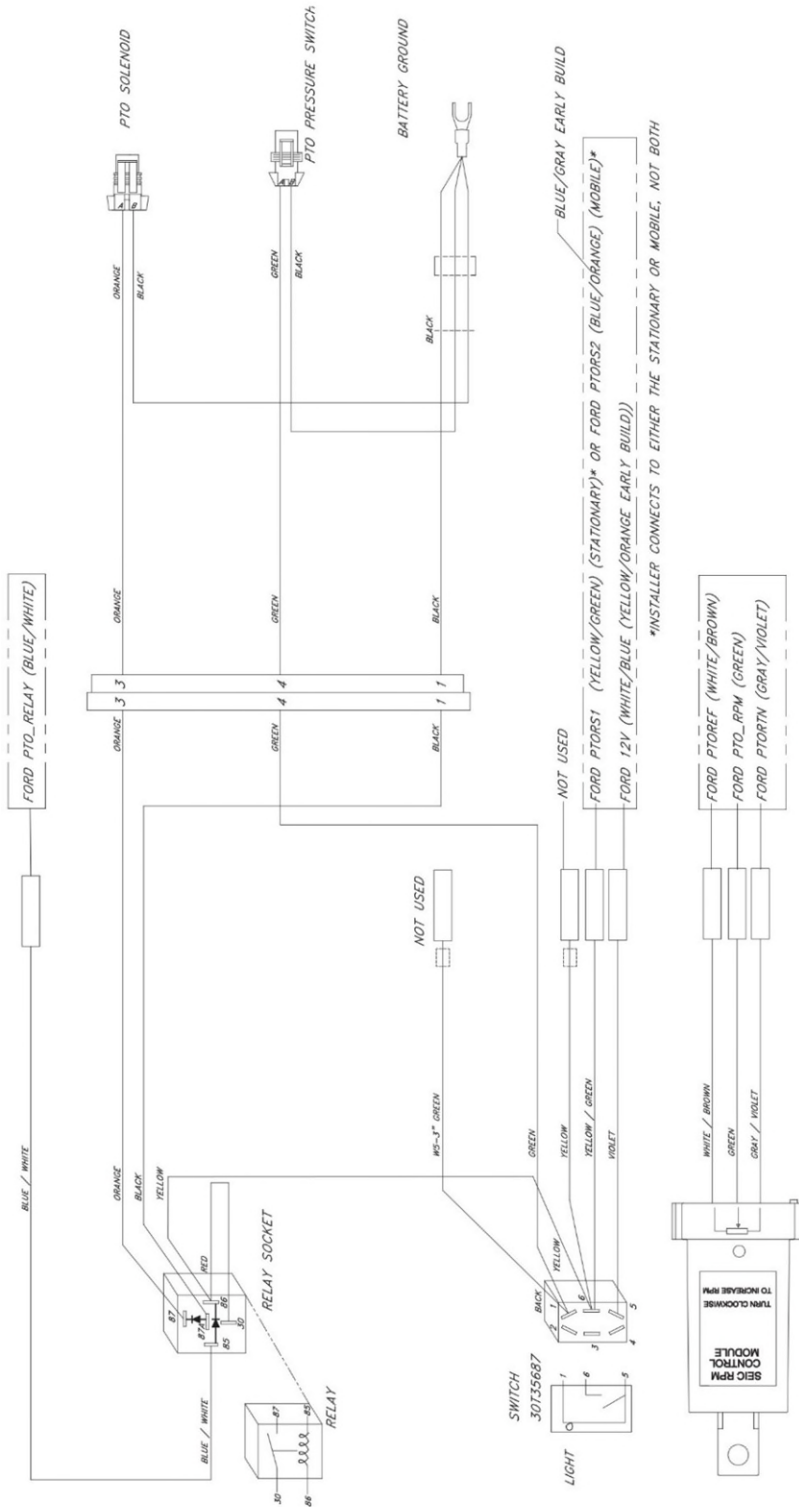 FORD PTO_RELAY (BLUE/WHITE)
BLUE / WHITE
PTO SOLENOID
A
B
ORANGE
BLACK
PTO PRESSURE SWITCH
A
B
GREEN
BLACK
BATTERY GROUND
BLACK
ORANGE
3
3
ORANGE
GREEN
4
4
GREEN
BLACK
1
1
BLACK
ORANGE
BLACK
YELLOW
RED
87
87A
86
85
30
RELAY SOCKET
BLUE / WHITE
30
87
86
85
RELAY
NOT USED
W5-3" GREEN
GREEN
NOT USED
YELLOW
YELLOW
YELLOW / GREEN
VIOLET
BLUE/GRAY EARLY BUILD
FORD PTORS1 (YELLOW/GREEN) (STATIONARY)* OR FORD PTORS2 (BLUE/ORANGE) (MOBILE)*
FORD 12V (WHITE/BLUE (YELLOW/ORANGE EARLY BUILD))
*INSTALLER CONNECTS TO EITHER THE STATIONARY OR MOBILE, NOT BOTH
BACK
1
2
6
3
5
4
SWITCH
30T35687
LIGHT
1
6
5
WHITE / BROWN
GREEN
GRAY / VIOLET
FORD PTOREF (WHITE/BROWN)
FORD PTO_RPM (GREEN)
FORD PTORTN (GRAY/VIOLET)
SEIC RPM
CONTROL
MODULE
TURN CLOCKWISE
TO INCREASE RPM